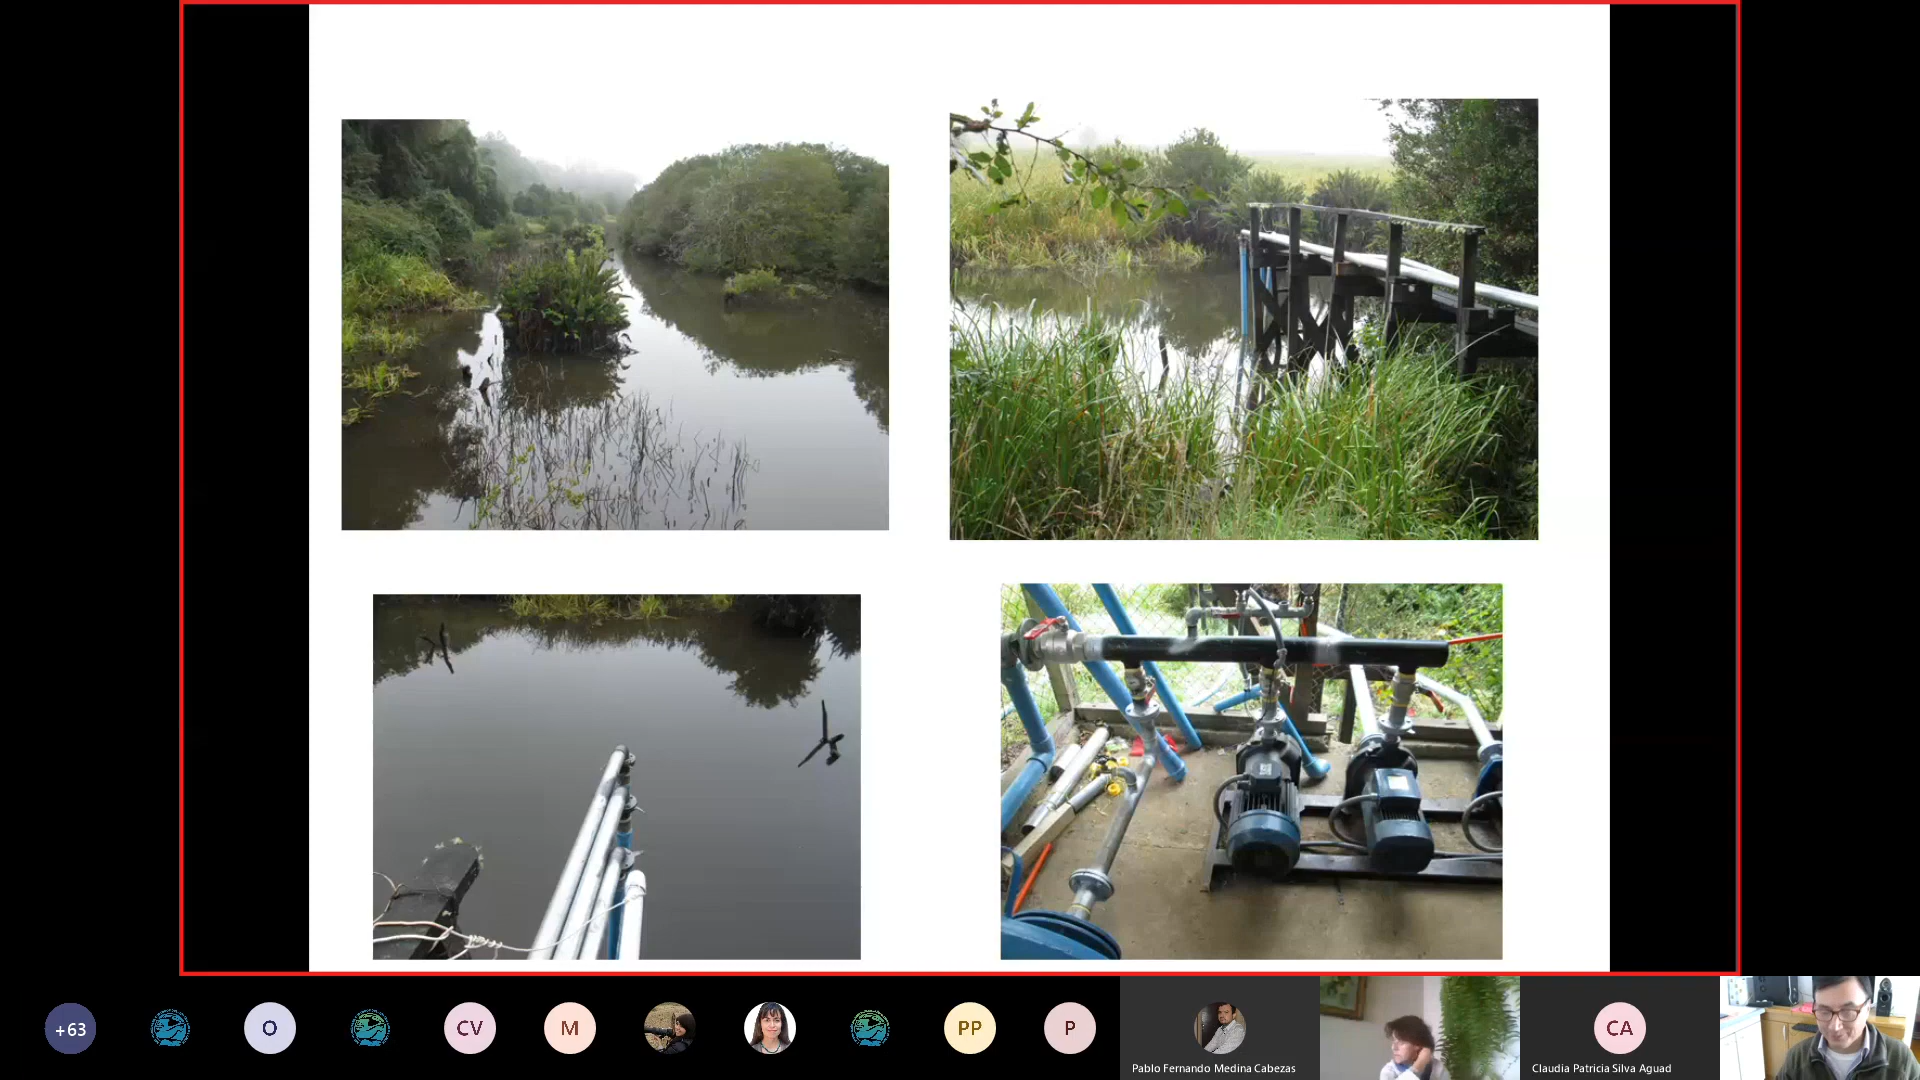 +63
O
CV
M
PP
P
Pablo Fernando Medina Cabezas
CA
Claudia Patricia Silva Aguad